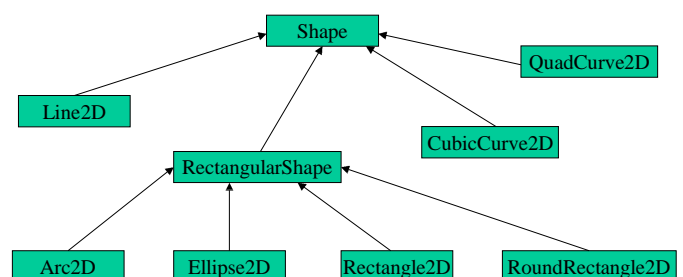 Shape
QuadCurve2D
Line2D
CubicCurve2D
RectangularShape
Arc2D
Ellipse2D
Rectangle2D
RoundRectangle2D